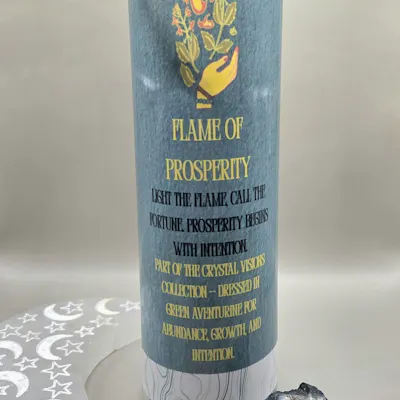 FLAME OF
PROSPERITY
LIGHT THE FLAME, CALL THE
FORTUNE. PROSPERITY BEGINS
WITH INTENTION.
PART OF THE CRYSTAL VISIONS
COLLECTION — DRESSED IN
GREEN AVENTURINE FOR
ABUNDANCE, GROWTH, AND
INTENTION.